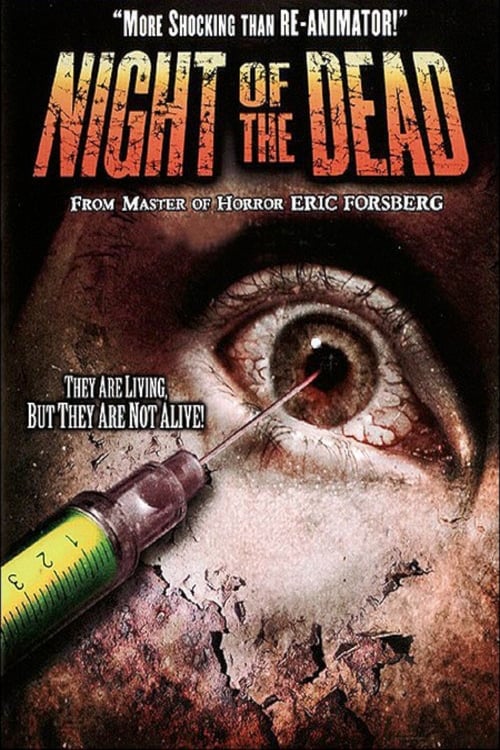 "MORE SHOCKING THAN RE-ANIMATOR!"
NIGHT OF THE DEAD
FROM MASTER OF HORROR ERIC FORSBERG
THEY ARE LIVING,
BUT THEY ARE NOT ALIVE!
1
2
3